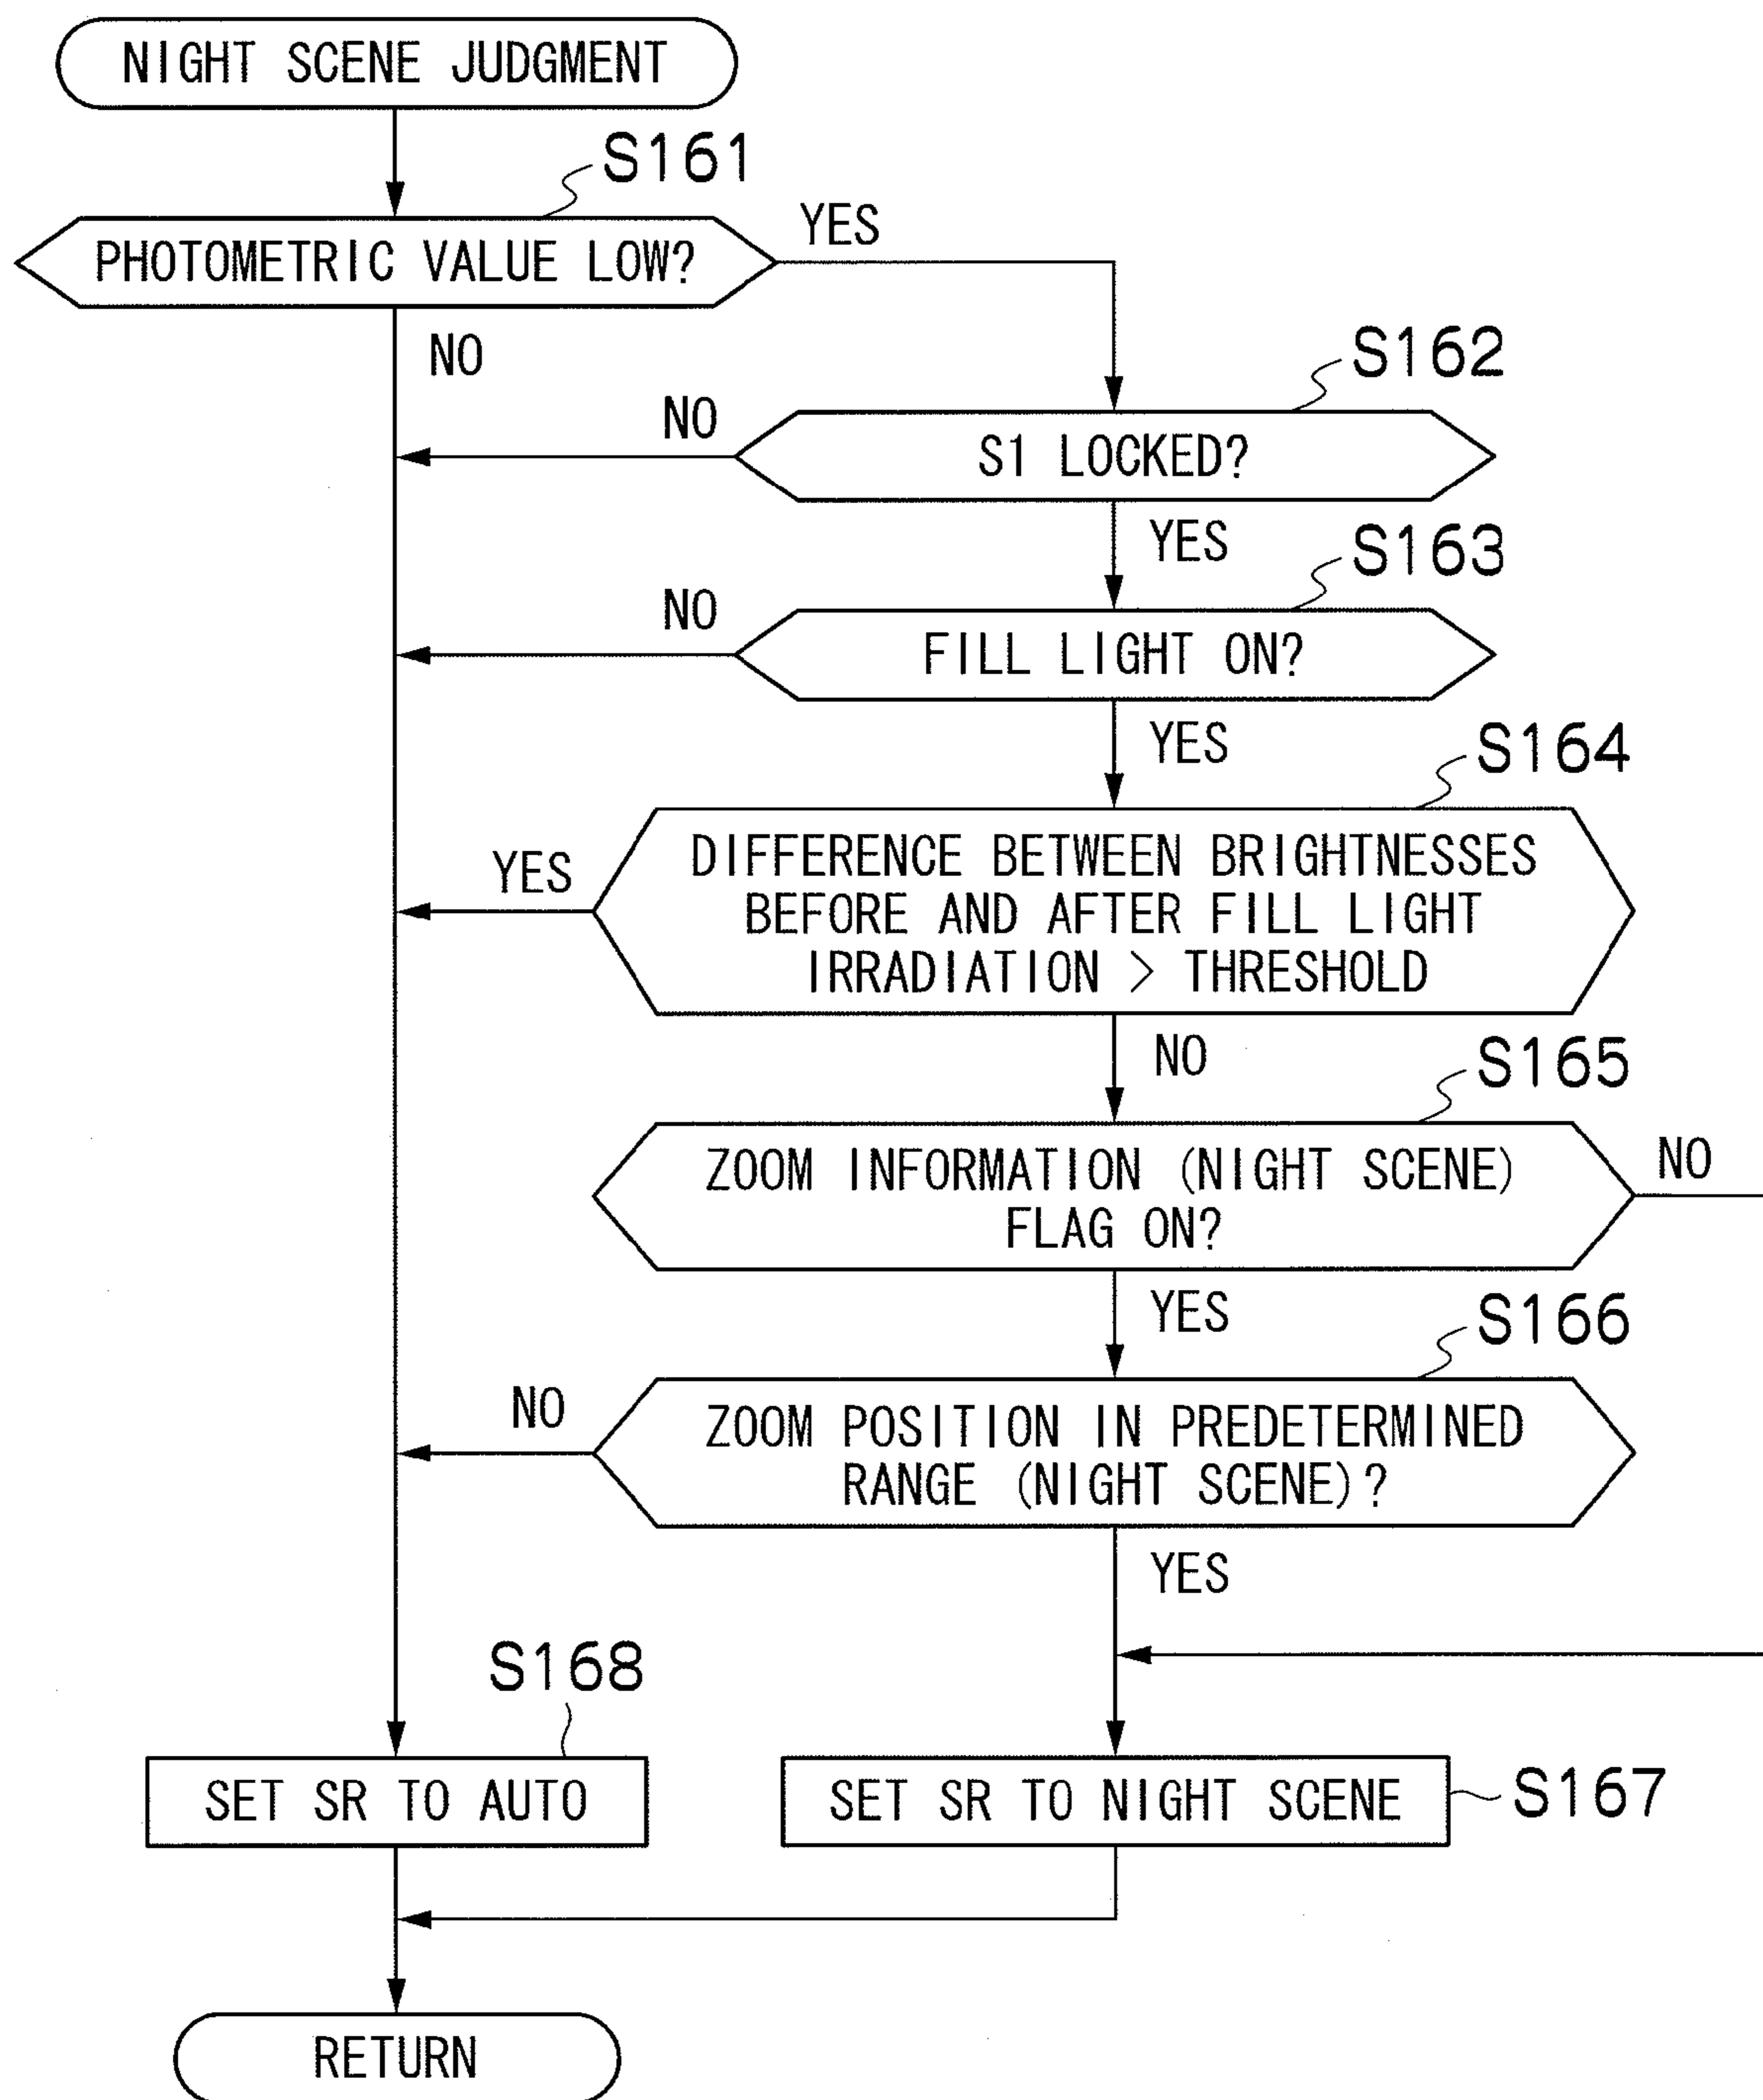 NIGHT SCENE JUDGMENT
S161
PHOTOMETRIC VALUE LOW?
YES
NO
S162
NO
S1 LOCKED?
YES
S163
NO
FILL LIGHT ON?
YES
S164
YES
DIFFERENCE BETWEEN BRIGHTNESSES
BEFORE AND AFTER FILL LIGHT
IRRADIATION > THRESHOLD
NO
S165
ZOOM INFORMATION (NIGHT SCENE)
FLAG ON?
NO
YES
S166
NO
ZOOM POSITION IN PREDETERMINED
RANGE (NIGHT SCENE)?
YES
S168
SET SR TO AUTO
SET SR TO NIGHT SCENE
S167
RETURN